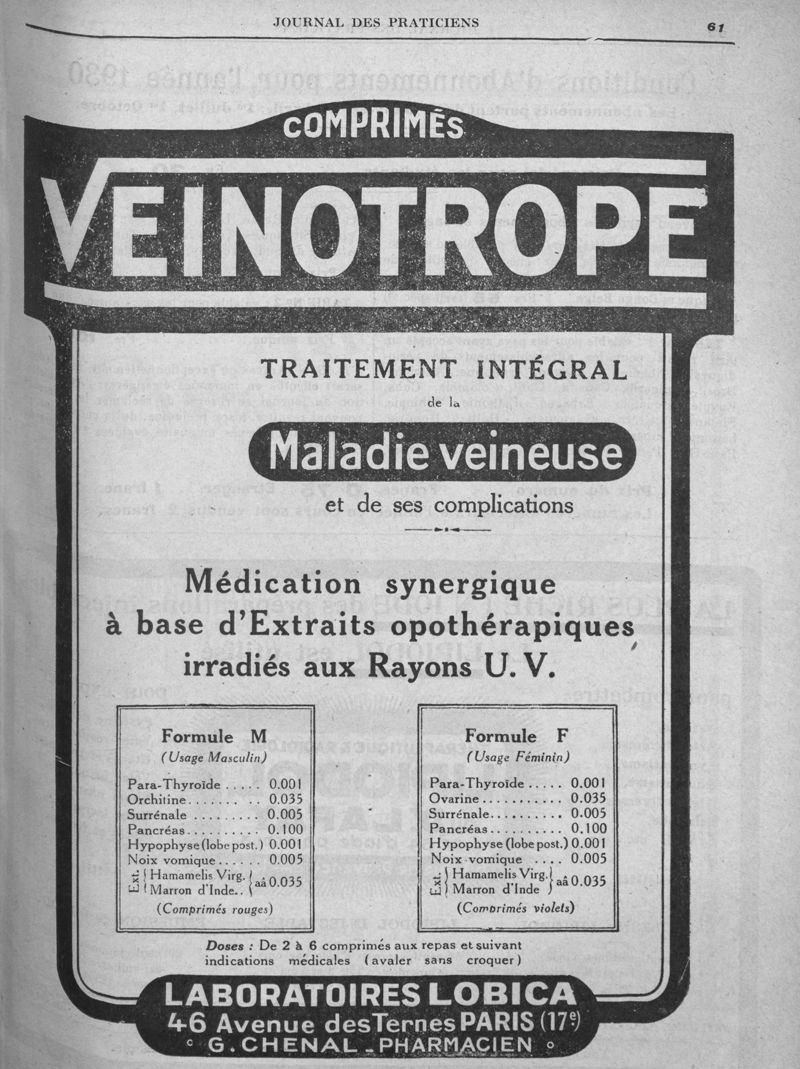 JOURNAL DES PRATICIENS
61
COMPRIMÉS
VEINOTROPE
TRAITEMENT INTÉGRAL
de la
Maladie veineuse
et de ses complications
Médication synergique
à base d'Extraits opothérapiques
irradiés aux Rayons U. V.
Formule M
(Usage Masculin)
Para-Thyroïde ..... 0.001
Orchitine....... .. 0.035
Surrénale ......... 0.005
Pancréas.......... 0.100
Hypophyse (lobe post.) 0.001
Noix vomique ...... 0.005
Ext. { Hamamelis Virg. }
{ Marron d'Inde.. } aâ 0.035
(Comprimés rouges)
Formule F
(Usage Féminin)
Para-Thyroïde ..... 0.001
Ovarine........... 0.035
Surrénale.......... 0.005
Pancréas.......... 0.100
Hypophyse (lobe post.) 0.001
Noix vomique .... 0.005
Ext. { Hamamelis Virg. }
{ Marron d'Inde } aâ 0.035
(Comprimés violets)
Doses : De 2 à 6 comprimés aux repas et suivant
indications médicales (avaler sans croquer)
LABORATOIRES LOBICA
46 Avenue des Ternes PARIS (17e)
G. CHENAL - PHARMACIEN